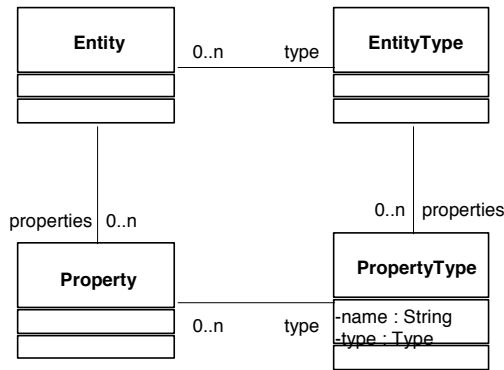 Entity
0..n type
EntityType
properties 0..n
0..n properties
Property
0..n type
PropertyType
-name : String
-type : Type